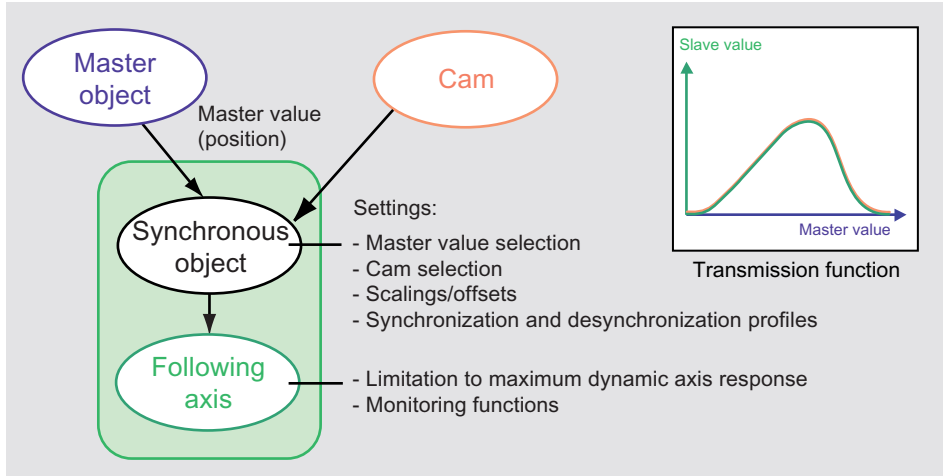 Master
object
Cam
Master value
(position)
Synchronous
object
Following
axis
Settings:
- Master value selection
- Cam selection
- Scalings/offsets
- Synchronization and desynchronization profiles
- Limitation to maximum dynamic axis response
- Monitoring functions
Slave value
Master value
Transmission function